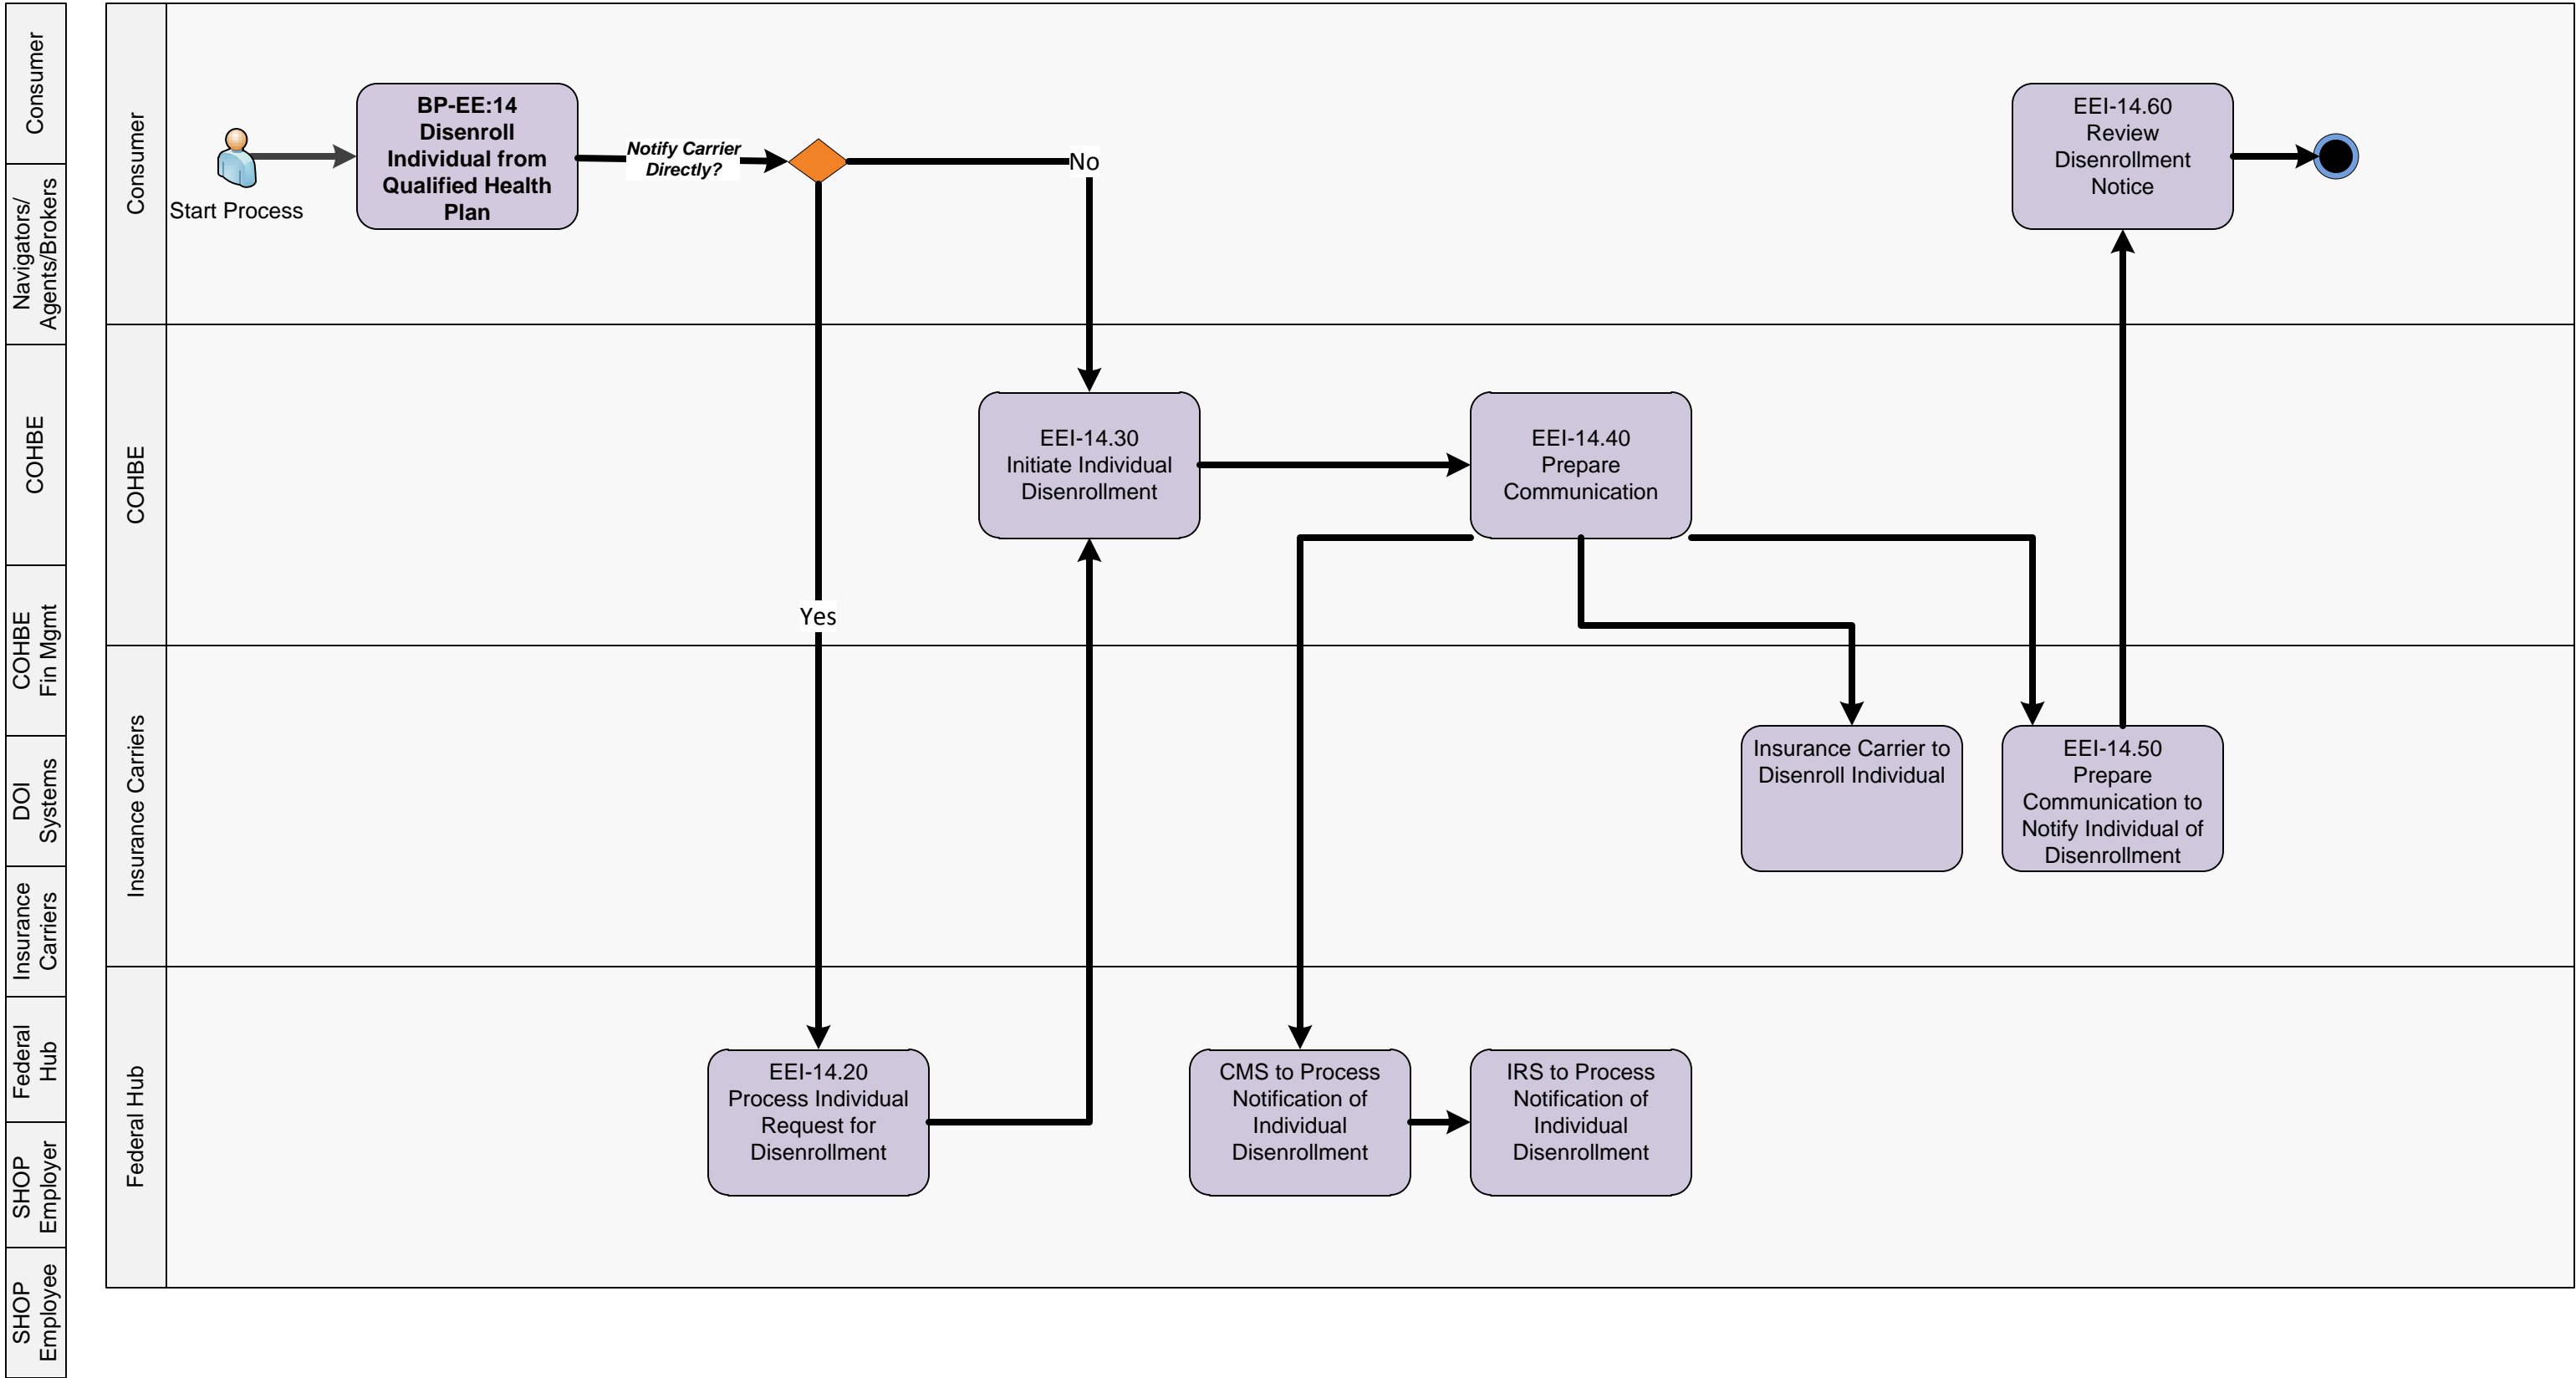 Consumer
Navigators/
Agents/Brokers
COHBE
COHBE
Fin Mgmt
DOI
Systems
Insurance
Carriers
Federal
Hub
SHOP
Employer
SHOP
Employee
Consumer
Start Process
BP-EE:14
Disenroll
Individual from
Qualified Health
Plan
Notify Carrier
Directly?
No
Yes
EEI-14.60
Review
Disenrollment
Notice
COHBE
EEI-14.30
Initiate Individual
Disenrollment
EEI-14.40
Prepare
Communication
Insurance Carriers
Insurance Carrier to
Disenroll Individual
EEI-14.50
Prepare
Communication to
Notify Individual of
Disenrollment
Federal Hub
EEI-14.20
Process Individual
Request for
Disenrollment
CMS to Process
Notification of
Individual
Disenrollment
IRS to Process
Notification of
Individual
Disenrollment